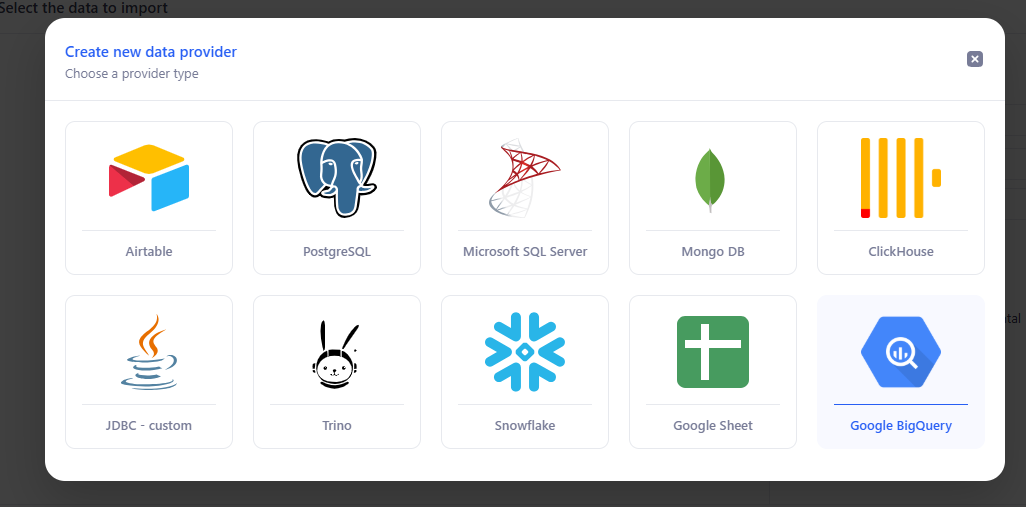 Select the data to import
Create new data provider
Choose a provider type
Airtable
PostgreSQL
Microsoft SQL Server
Mongo DB
ClickHouse
JDBC - custom
Trino
Snowflake
Google Sheet
Google BigQuery